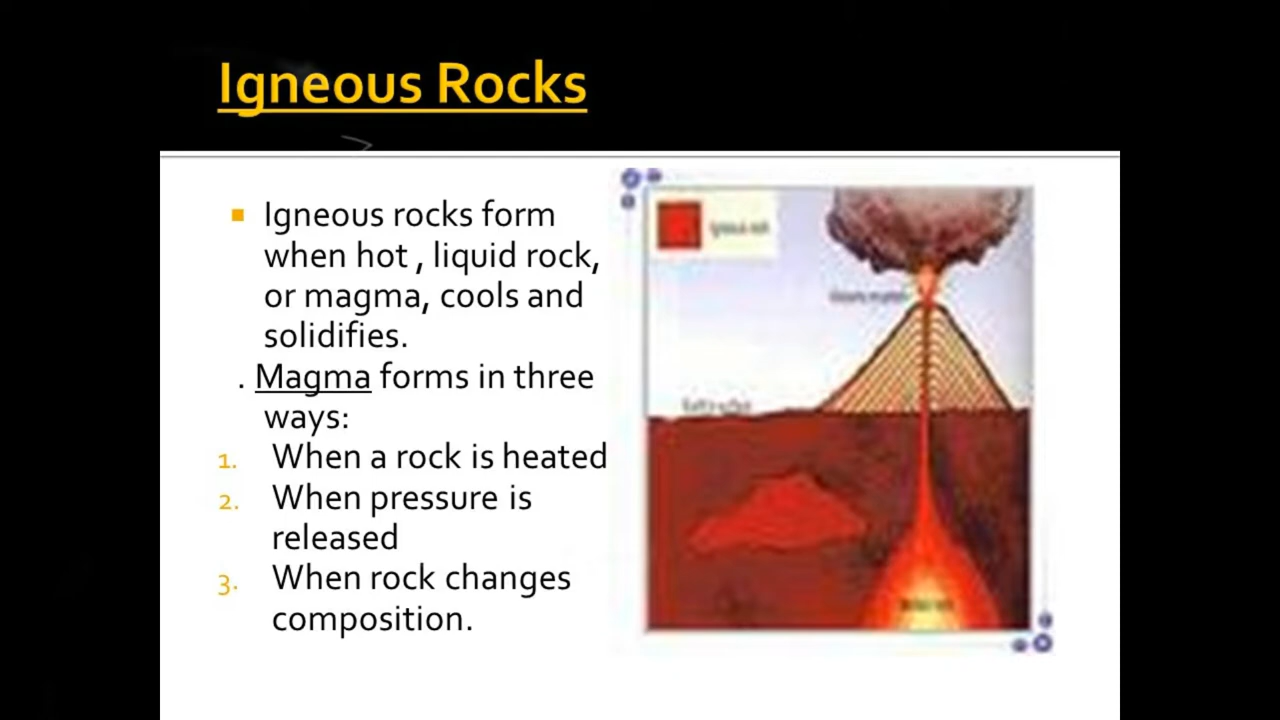 Igneous Rocks
Igneous rocks form
when hot , liquid rock,
or magma, cools and
solidifies.
. Magma forms in three
ways:
1. When a rock is heated
2. When pressure is
released
3. When rock changes
composition.